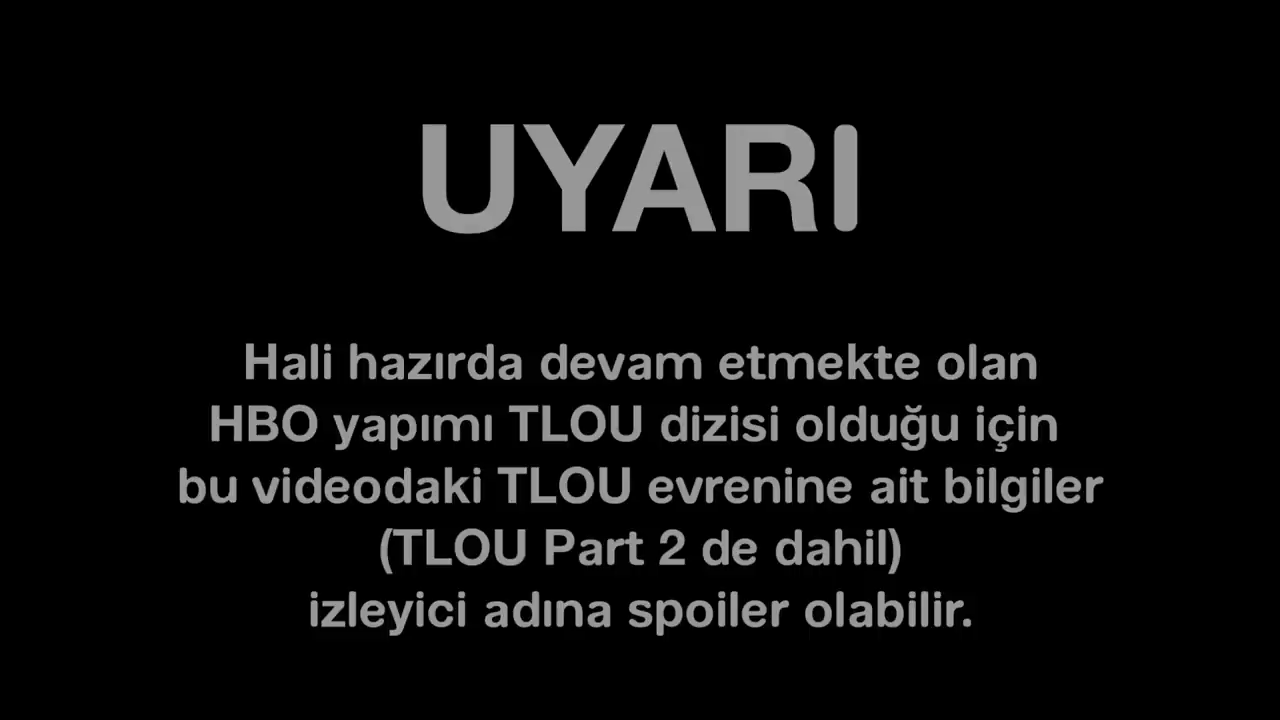 UYARI
Hali hazırda devam etmekte olan
HBO yapımı TLOU dizisi olduğu için
bu videodaki TLOU evrenine ait bilgiler
(TLOU Part 2 de dahil)
izleyici adına spoiler olabilir.